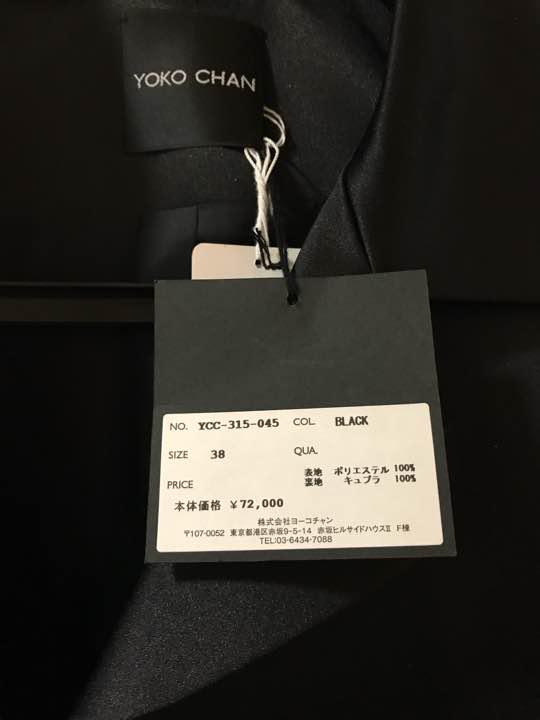 YOKO CHAN
NO. YCC-315-045 COL. BLACK
SIZE 38 QUA.
表地 ポリエステル 100%
裏地 キュプラ 100%
PRICE
本体価格 ¥72,000
株式会社ヨーコチャン
〒107-0052 東京都港区赤坂9-5-14 赤坂ヒルサイドハウスⅡ F棟
TEL:03-6434-7088